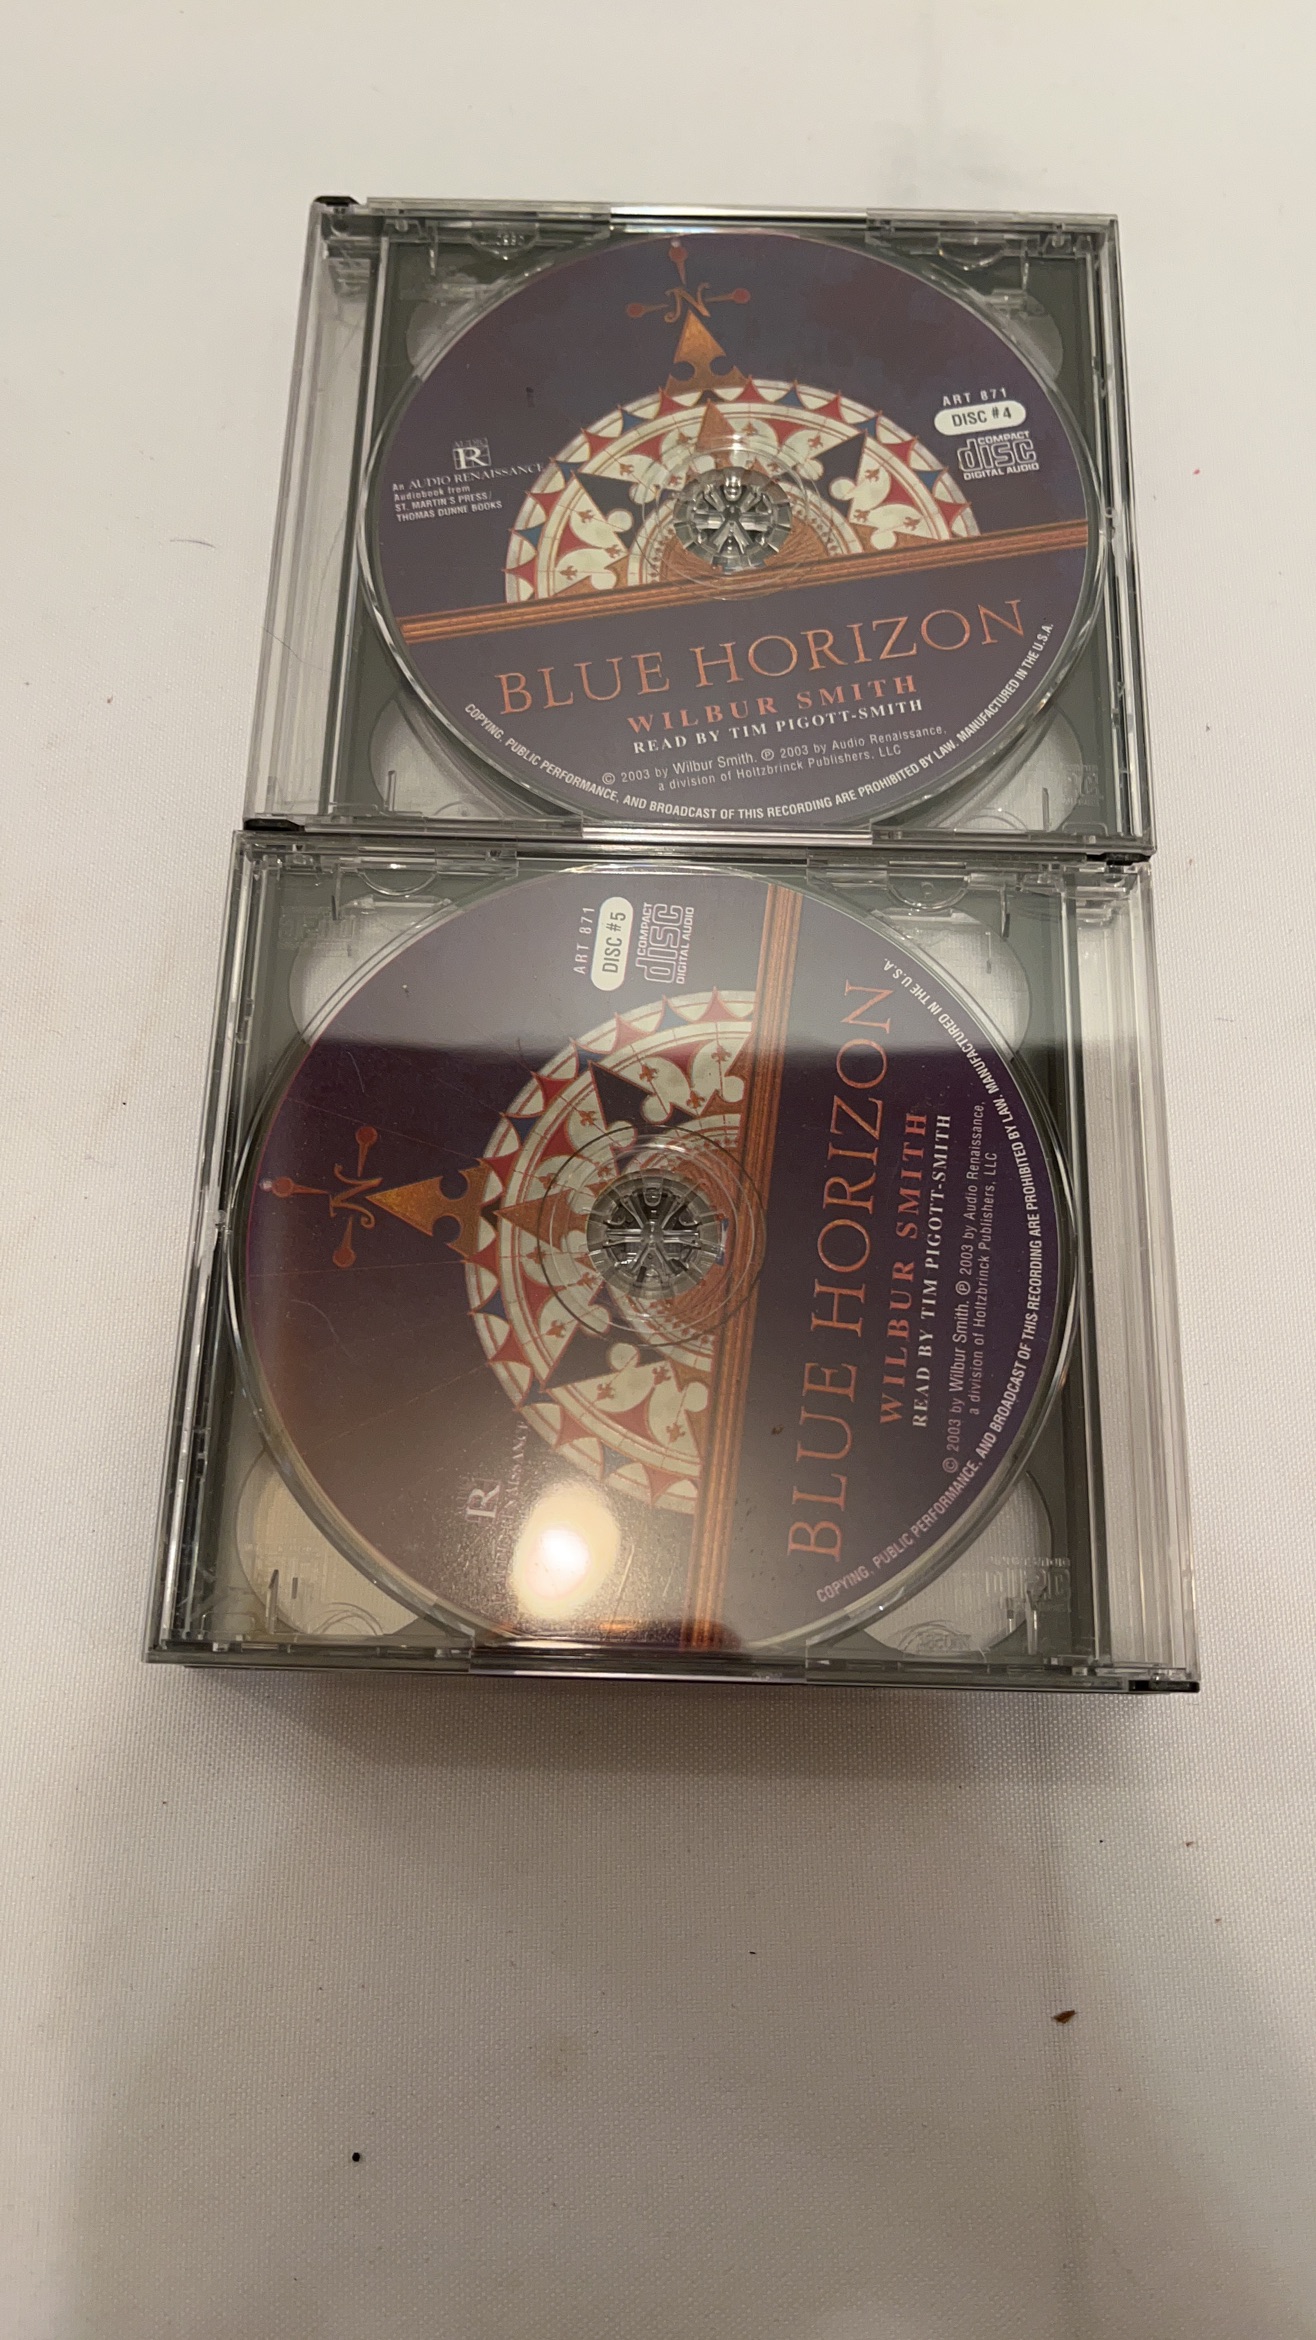 N
ART 871
DISC #4
COMPACT
disc
DIGITAL AUDIO
AUDIO
R
An AUDIO RENAISSANCE
Audiobook from
ST. MARTIN'S PRESS/
THOMAS DUNNE BOOKS
BLUE HORIZON
WILBUR SMITH
READ BY TIM PIGOTT-SMITH
© 2003 by Wilbur Smith. ℗ 2003 by Audio Renaissance,
a division of Holtzbrinck Publishers, LLC
COPYING, PUBLIC PERFORMANCE, AND BROADCAST OF THIS RECORDING ARE PROHIBITED BY LAW. MANUFACTURED IN THE U.S.A.
N
ART 871
DISC #5
COMPACT
disc
DIGITAL AUDIO
R
RENAISSANCE
BLUE HORIZON
WILBUR SMITH
READ BY TIM PIGOTT-SMITH
© 2003 by Wilbur Smith. ℗ 2003 by Audio Renaissance,
a division of Holtzbrinck Publishers, LLC
COPYING, PUBLIC PERFORMANCE, AND BROADCAST OF THIS RECORDING ARE PROHIBITED BY LAW. MANUFACTURED IN THE U.S.A.